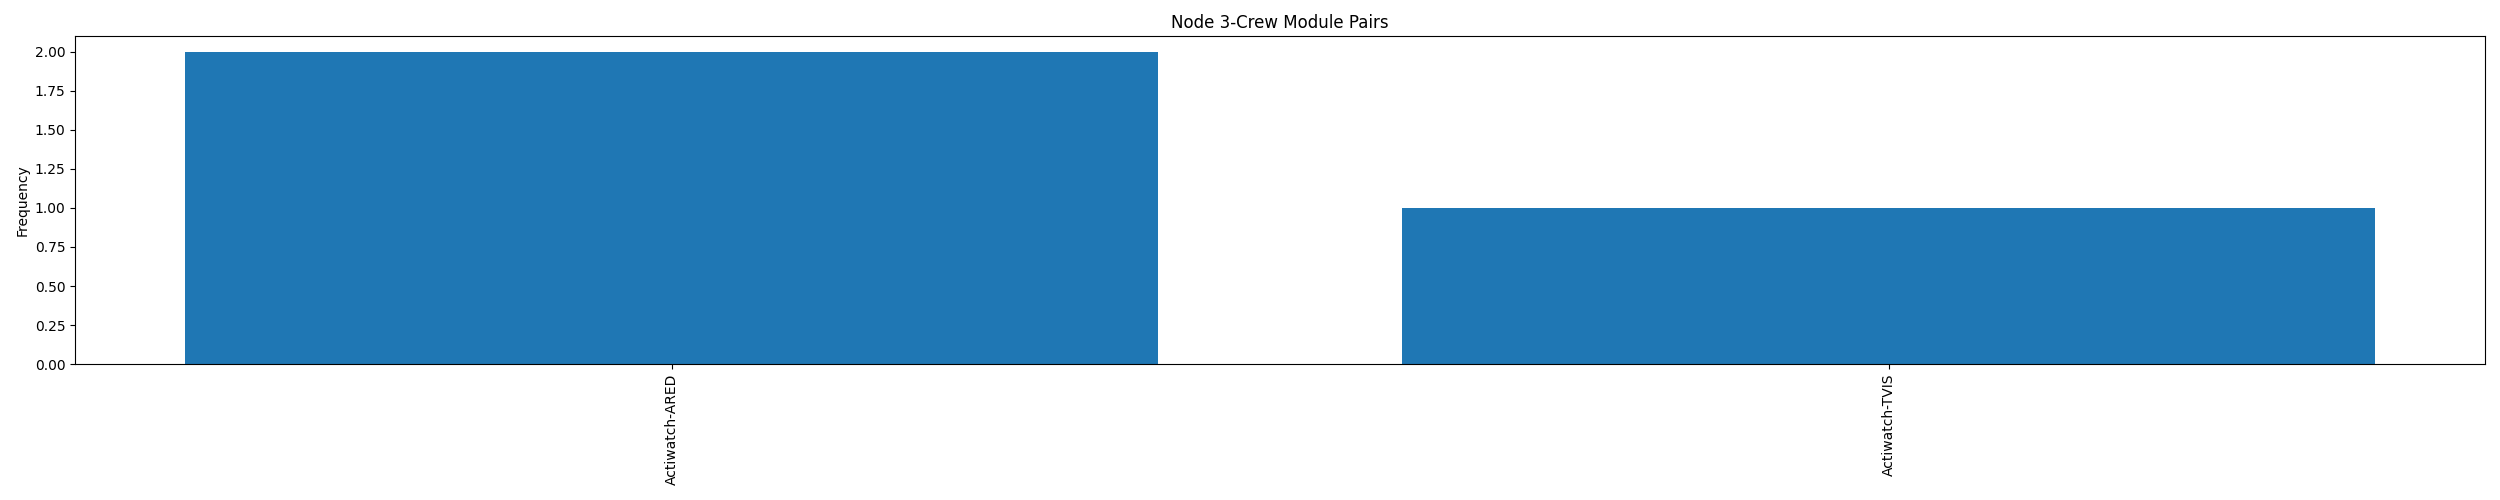 Node 3-Crew Module Pairs
Frequency
2.00
1.75
1.50
1.25
1.00
0.75
0.50
0.25
0.00
Actiwatch-ARED
Actiwatch-TVIS